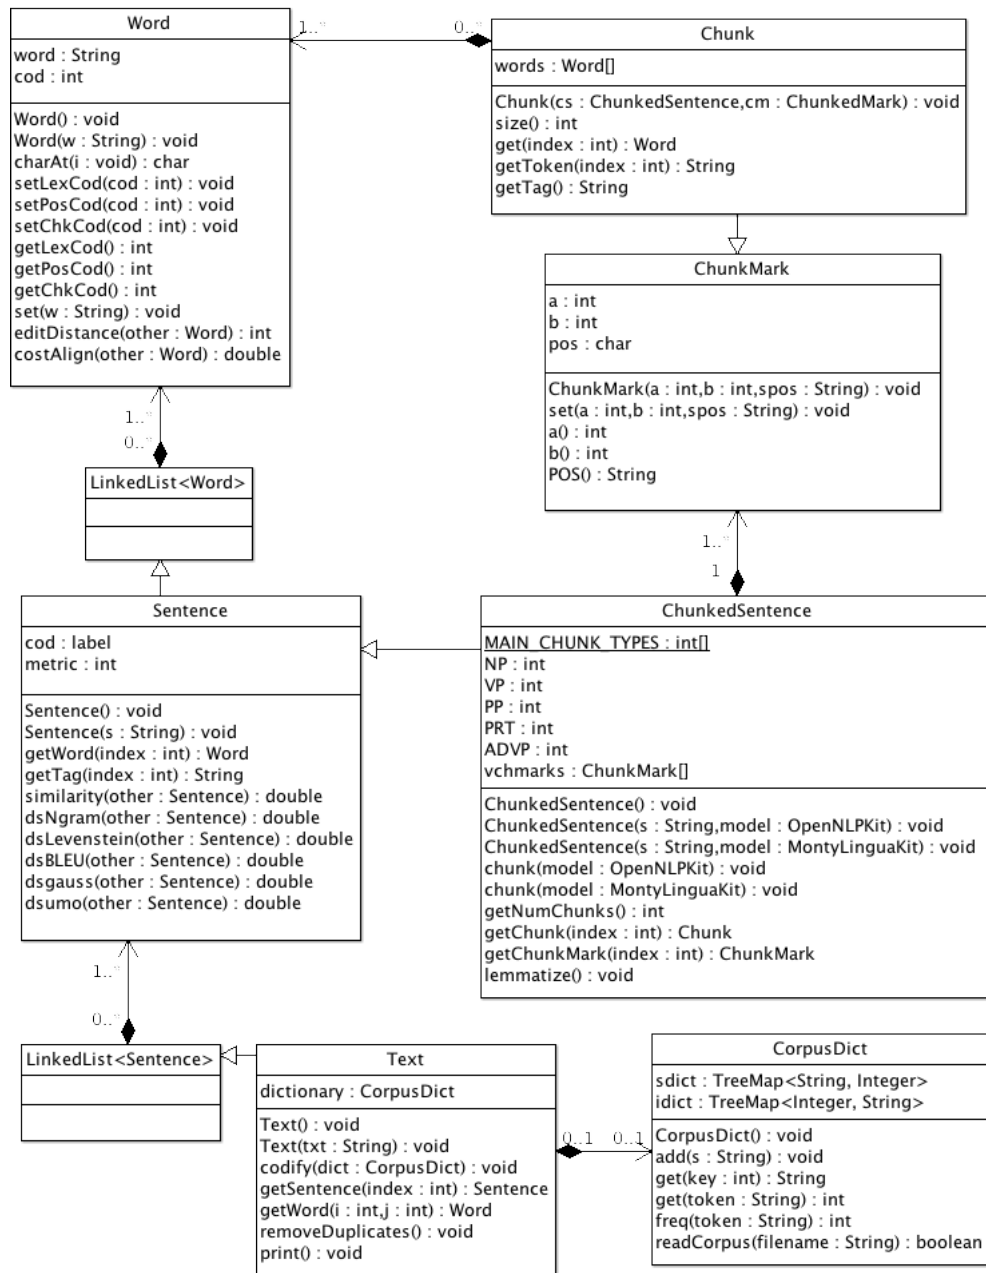 Word
word : String
cod : int
Word() : void
Word(w : String) : void
charAt(i : void) : char
setLexCod(cod : int) : void
setPosCod(cod : int) : void
setChkCod(cod : int) : void
getLexCod() : int
getPosCod() : int
getChkCod() : int
set(w : String) : void
editDistance(other : Word) : int
costAlign(other : Word) : double
1..*
0..*
Chunk
words : Word[]
Chunk(cs : ChunkedSentence,cm : ChunkedMark) : void
size() : int
get(index : int) : Word
getToken(index : int) : String
getTag() : String
ChunkMark
a : int
b : int
pos : char
ChunkMark(a : int,b : int,spos : String) : void
set(a : int,b : int,spos : String) : void
a() : int
b() : int
POS() : String
1..*
0..*
LinkedList<Word>
1..*
1
Sentence
cod : label
metric : int
Sentence() : void
Sentence(s : String) : void
getWord(index : int) : Word
getTag(index : int) : String
similarity(other : Sentence) : double
dsNgram(other : Sentence) : double
dsLevenstein(other : Sentence) : double
dsBLEU(other : Sentence) : double
dsgauss(other : Sentence) : double
dsumo(other : Sentence) : double
ChunkedSentence
MAIN_CHUNK_TYPES : int[]
NP : int
VP : int
PP : int
PRT : int
ADVP : int
vchmarks : ChunkMark[]
ChunkedSentence() : void
ChunkedSentence(s : String,model : OpenNLPKit) : void
ChunkedSentence(s : String,model : MontyLinguaKit) : void
chunk(model : OpenNLPKit) : void
chunk(model : MontyLinguaKit) : void
getNumChunks() : int
getChunk(index : int) : Chunk
getChunkMark(index : int) : ChunkMark
lemmatize() : void
1..*
0..*
LinkedList<Sentence>
Text
dictionary : CorpusDict
Text() : void
Text(txt : String) : void
codify(dict : CorpusDict) : void
getSentence(index : int) : Sentence
getWord(i : int,j : int) : Word
removeDuplicates() : void
print() : void
0..1
0..1
CorpusDict
sdict : TreeMap<String, Integer>
idict : TreeMap<Integer, String>
CorpusDict() : void
add(s : String) : void
get(key : int) : String
get(token : String) : int
freq(token : String) : int
readCorpus(filename : String) : boolean